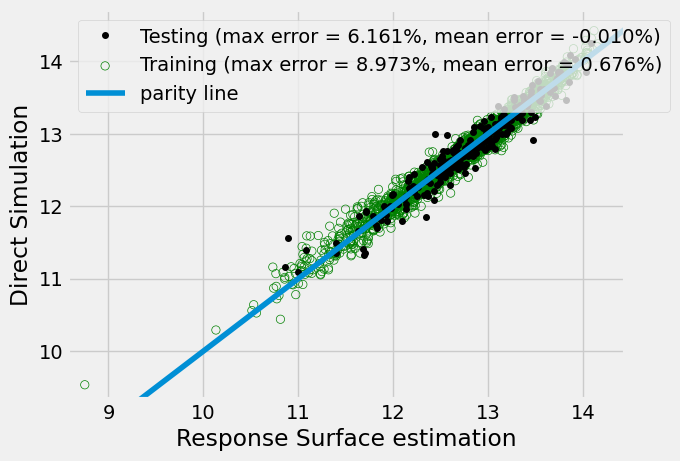 Testing (max error = 6.161%, mean error = -0.010%)
Training (max error = 8.973%, mean error = 0.676%)
parity line
14
13
12
11
10
Direct Simulation
9 10 11 12 13 14
Response Surface estimation